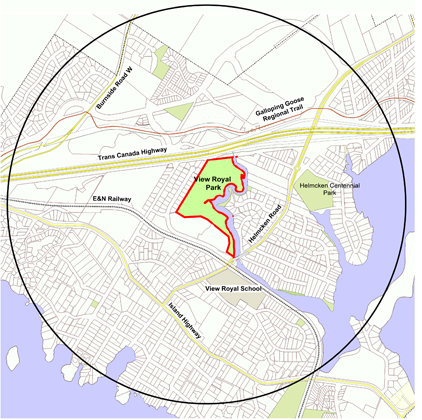 Burnside Road W
Galloping Goose
Regional Trail
Trans Canada Highway
View Royal
Park
Helmcken Centennial
Park
E&N Railway
Helmcken Road
View Royal School
Island Highway